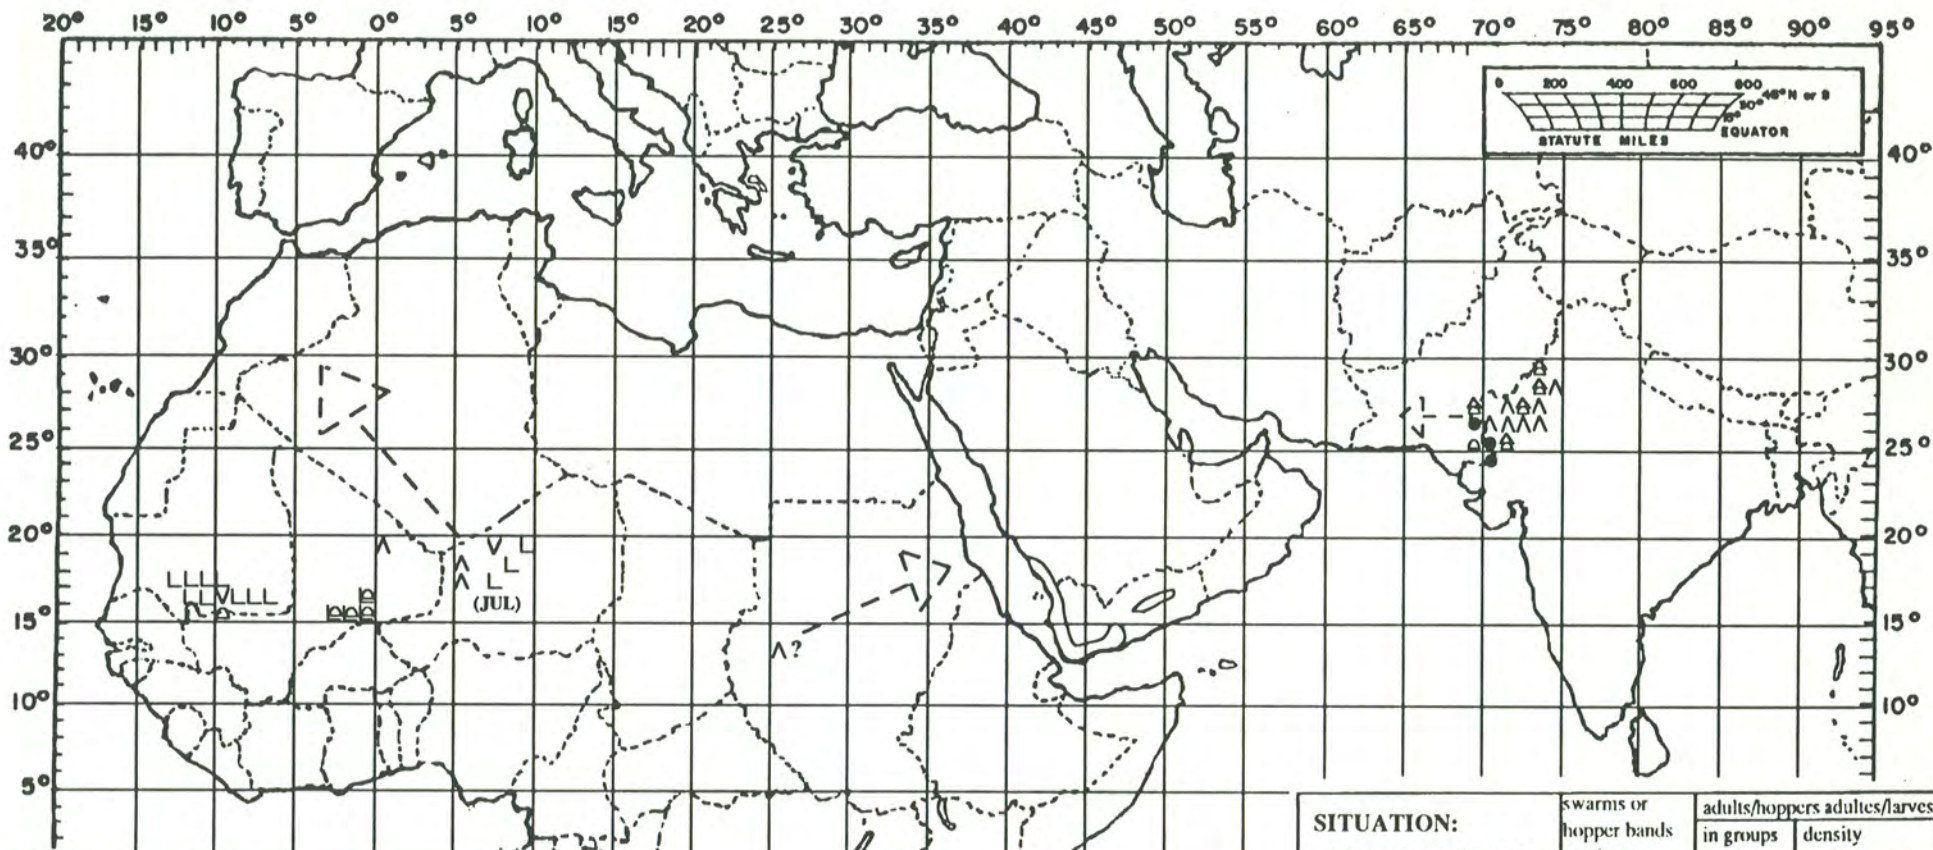 20° 15° 10° 5° 0° 5° 10° 15° 20° 25° 30° 35° 40° 45° 50° 55° 60° 65° 70° 75° 80° 85° 90° 95°
0 200 400 600 800
STATUTE MILES
EQUATOR
40° 40°
35° 35°
30° 30°
25° 25°
20° 20°
15° 15°
10° 10°
5°
1
(JUL)
?
SITUATION:
swarms or
hopper bands
adults/hoppers adultes/larves
in groups
density